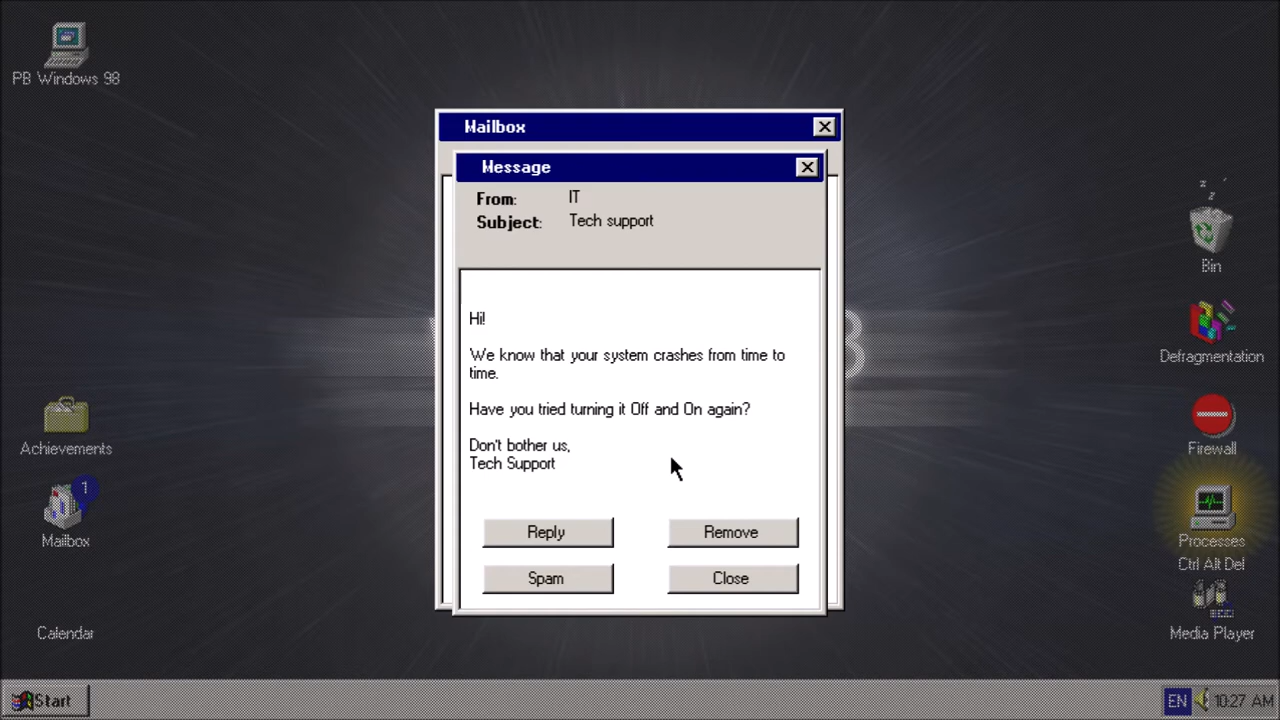 PB Windows 98
Mailbox
Message
From: IT
Subject: Tech support
Hi!
We know that your system crashes from time to
time.
Have you tried turning it Off and On again?
Don't bother us,
Tech Support
Reply
Remove
Spam
Close
Achievements
1
Mailbox
Calendar
z
z
Bin
Defragmentation
Firewall
Processes
Ctrl Alt Del
Media Player
Start
EN
10:27 AM